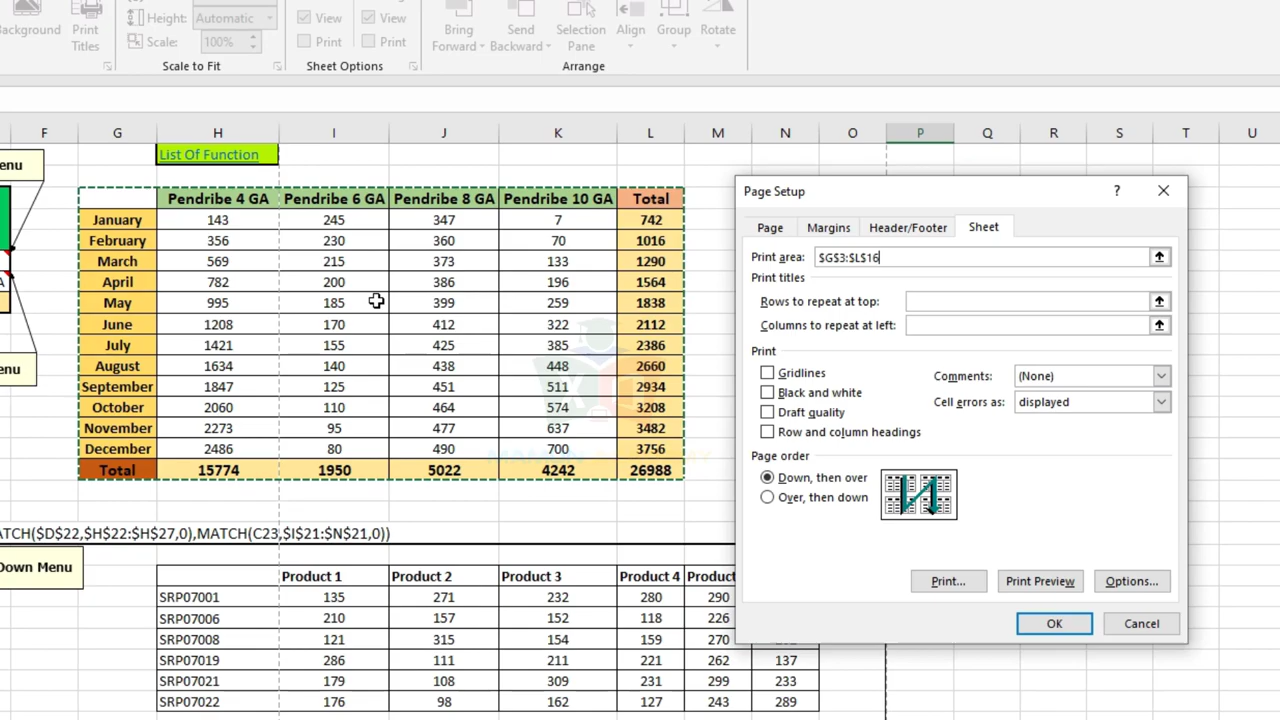 Background
Print Titles
Height: Automatic
Scale: 100%
Scale to Fit
View View
Print Print
Sheet Options
Bring Forward
Send Backward
Selection Pane
Align
Group
Rotate
Arrange
F G H I J K L M N O P Q R S T U
enu
List Of Function
Pendribe 4 GA Pendribe 6 GA Pendribe 8 GA Pendribe 10 GA Total
January 143 245 347 7 742
February 356 230 360 70 1016
March 569 215 373 133 1290
April 782 200 386 196 1564
May 995 185 399 259 1838
June 1208 170 412 322 2112
July 1421 155 425 385 2386
August 1634 140 438 448 2660
September 1847 125 451 511 2934
October 2060 110 464 574 3208
November 2273 95 477 637 3482
December 2486 80 490 700 3756
Total 15774 1950 5022 4242 26988
A
enu
ATCH($D$22,$H$22:$H$27,0),MATCH(C23,$I$21:$N$21,0))
Down Menu
Product 1 Product 2 Product 3 Product 4 Product
SRP07001 135 271 232 280 290
SRP07006 210 157 152 118 226
SRP07008 121 315 154 159 270
SRP07019 286 111 211 221 262 137
SRP07021 179 108 309 231 299 233
SRP07022 176 98 162 127 243 289
Page Setup ? ×
Page Margins Header/Footer Sheet
Print area: $G$3:$L$16
Print titles
Rows to repeat at top:
Columns to repeat at left:
Print
Gridlines
Black and white
Draft quality
Row and column headings
Comments: (None)
Cell errors as: displayed
Page order
Down, then over
Over, then down
Print... Print Preview Options...
OK Cancel